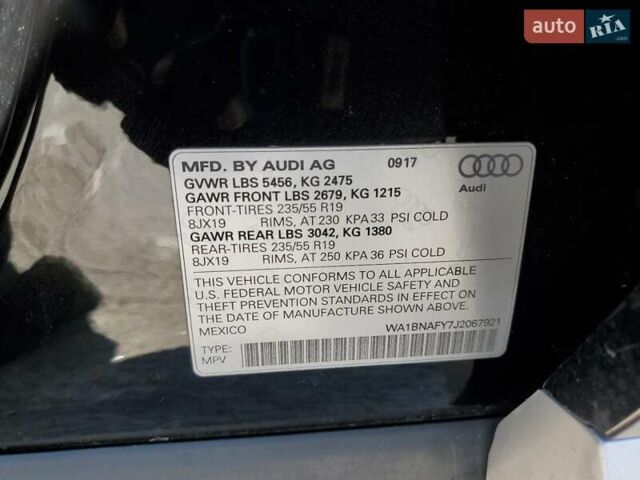 auto RIA.com
MFD. BY AUDI AG 0917
GVWR LBS 5456, KG 2475
GAWR FRONT LBS 2679, KG 1215
FRONT-TIRES 235/55 R19
8JX19 RIMS, AT 230 KPA 33 PSI COLD
GAWR REAR LBS 3042, KG 1380
REAR-TIRES 235/55 R19
8JX19 RIMS, AT 250 KPA 36 PSI COLD
Audi
THIS VEHICLE CONFORMS TO ALL APPLICABLE
U.S. FEDERAL MOTOR VEHICLE SAFETY AND
THEFT PREVENTION STANDARDS IN EFFECT ON
THE DATE OF MANUFACTURE SHOWN ABOVE.
MEXICO WA1BNAFY7J2067921
TYPE:
MPV